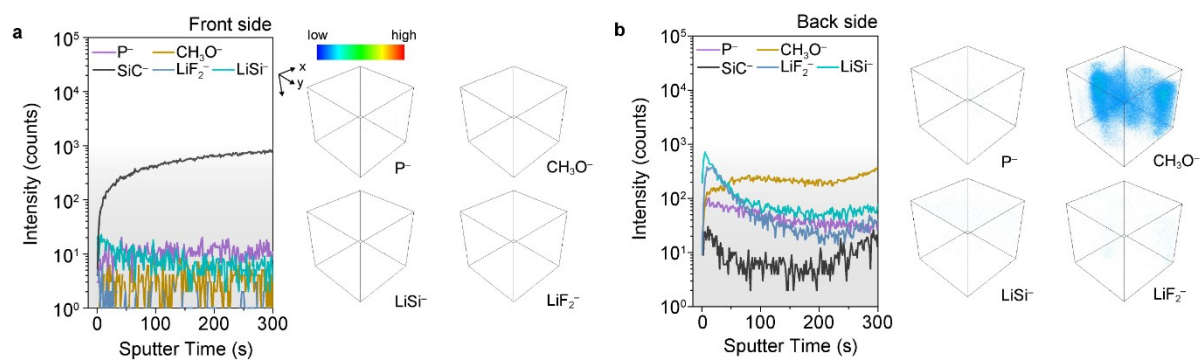 a
Front side
10⁵
10⁴
10³
10²
10¹
10⁰
Intensity (counts)
P⁻ CH₃O⁻
SiC⁻ LiF₂⁻ LiSi⁻
0 100 200 300
Sputter Time (s)
low high
x
y
P⁻
CH₃O⁻
LiSi⁻
LiF₂⁻
b
Back side
10⁵
10⁴
10³
10²
10¹
10⁰
Intensity (counts)
P⁻ CH₃O⁻
SiC⁻ LiF₂⁻ LiSi⁻
0 100 200 300
Sputter Time (s)
P⁻
CH₃O⁻
LiSi⁻
LiF₂⁻